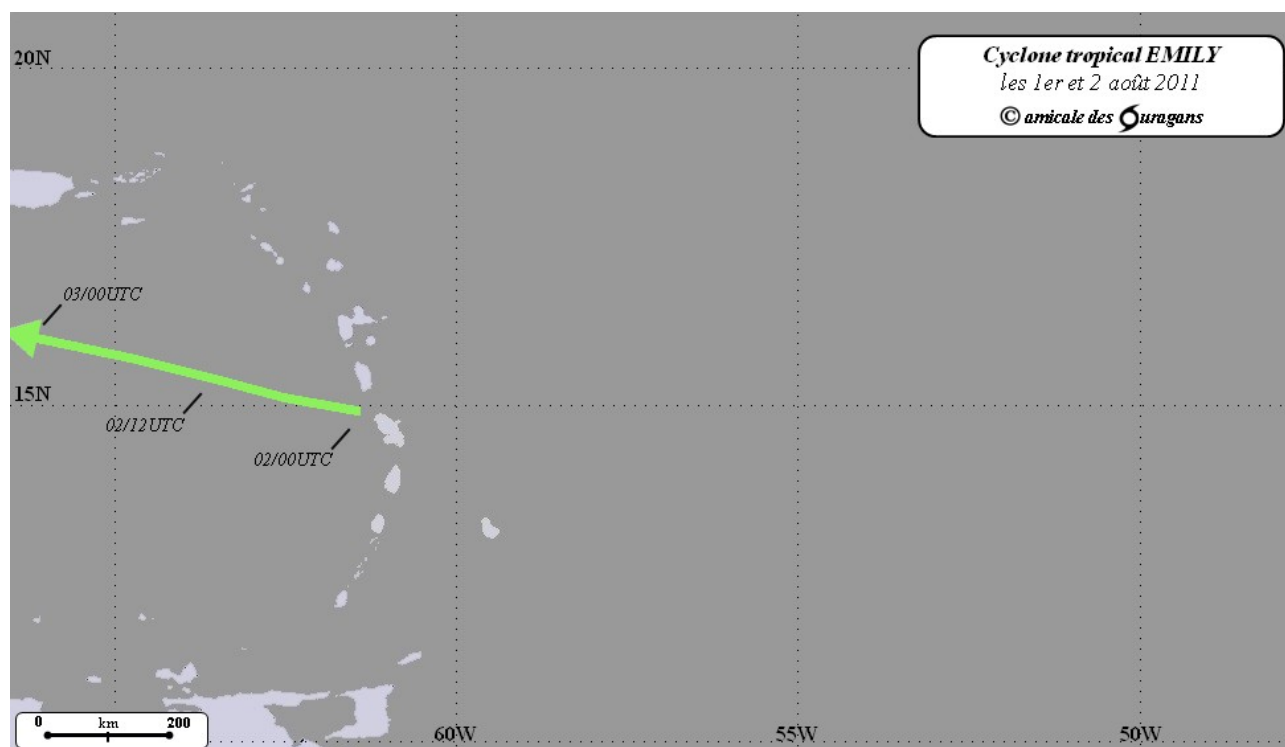 20N
Cyclone tropical EMILY
les 1er et 2 août 2011
© amicale des Ouragans
03/00UTC
15N
02/12UTC
02/00UTC
0 km 200
60W 55W 50W